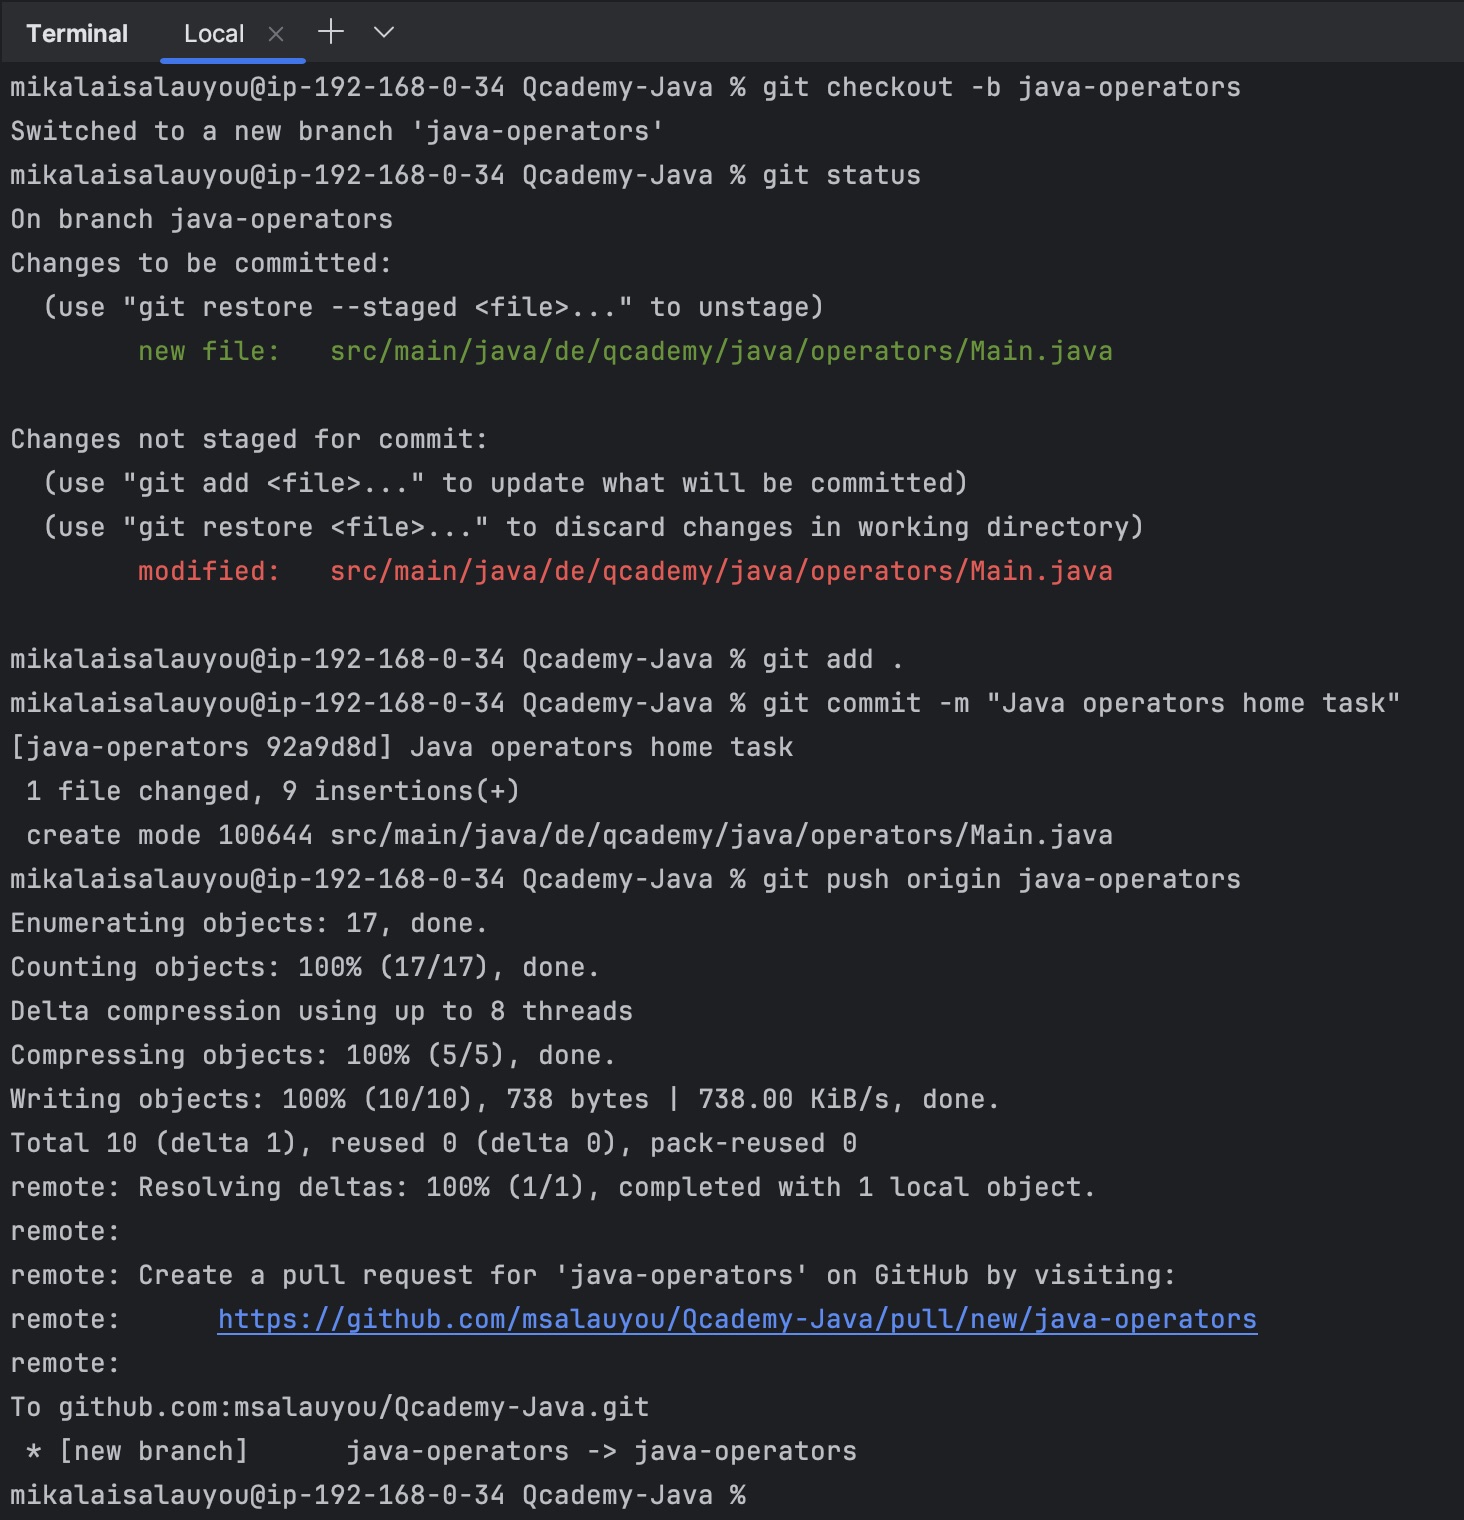 Terminal Local
mikalaisalauyou@ip-192-168-0-34 Qcademy-Java % git checkout -b java-operators
Switched to a new branch 'java-operators'
mikalaisalauyou@ip-192-168-0-34 Qcademy-Java % git status
On branch java-operators
Changes to be committed:
  (use "git restore --staged <file>..." to unstage)
        new file:   src/main/java/de/qcademy/java/operators/Main.java

Changes not staged for commit:
  (use "git add <file>..." to update what will be committed)
  (use "git restore <file>..." to discard changes in working directory)
        modified:   src/main/java/de/qcademy/java/operators/Main.java

mikalaisalauyou@ip-192-168-0-34 Qcademy-Java % git add .
mikalaisalauyou@ip-192-168-0-34 Qcademy-Java % git commit -m "Java operators home task"
[java-operators 92a9d8d] Java operators home task
 1 file changed, 9 insertions(+)
 create mode 100644 src/main/java/de/qcademy/java/operators/Main.java
mikalaisalauyou@ip-192-168-0-34 Qcademy-Java % git push origin java-operators
Enumerating objects: 17, done.
Counting objects: 100% (17/17), done.
Delta compression using up to 8 threads
Compressing objects: 100% (5/5), done.
Writing objects: 100% (10/10), 738 bytes | 738.00 KiB/s, done.
Total 10 (delta 1), reused 0 (delta 0), pack-reused 0
remote: Resolving deltas: 100% (1/1), completed with 1 local object.
remote:
remote: Create a pull request for 'java-operators' on GitHub by visiting:
remote:      https://github.com/msalauyou/Qcademy-Java/pull/new/java-operators
remote:
To github.com:msalauyou/Qcademy-Java.git
 * [new branch]      java-operators -> java-operators
mikalaisalauyou@ip-192-168-0-34 Qcademy-Java %